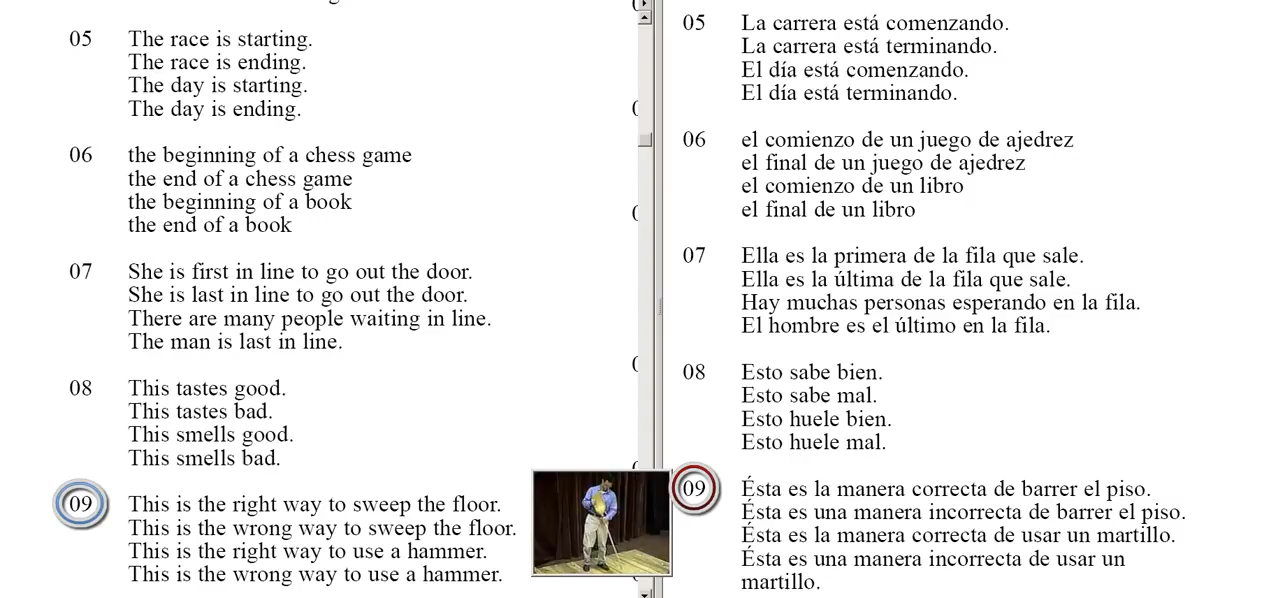 05 The race is starting.
The race is ending.
The day is starting.
The day is ending.
06 the beginning of a chess game
the end of a chess game
the beginning of a book
the end of a book
07 She is first in line to go out the door.
She is last in line to go out the door.
There are many people waiting in line.
The man is last in line.
08 This tastes good.
This tastes bad.
This smells good.
This smells bad.
09 This is the right way to sweep the floor.
This is the wrong way to sweep the floor.
This is the right way to use a hammer.
This is the wrong way to use a hammer.
05 La carrera está comenzando.
La carrera está terminando.
El día está comenzando.
El día está terminando.
06 el comienzo de un juego de ajedrez
el final de un juego de ajedrez
el comienzo de un libro
el final de un libro
07 Ella es la primera de la fila que sale.
Ella es la última de la fila que sale.
Hay muchas personas esperando en la fila.
El hombre es el último en la fila.
08 Esto sabe bien.
Esto sabe mal.
Esto huele bien.
Esto huele mal.
09 Ésta es la manera correcta de barrer el piso.
Ésta es una manera incorrecta de barrer el piso.
Ésta es la manera correcta de usar un martillo.
Ésta es una manera incorrecta de usar un
martillo.